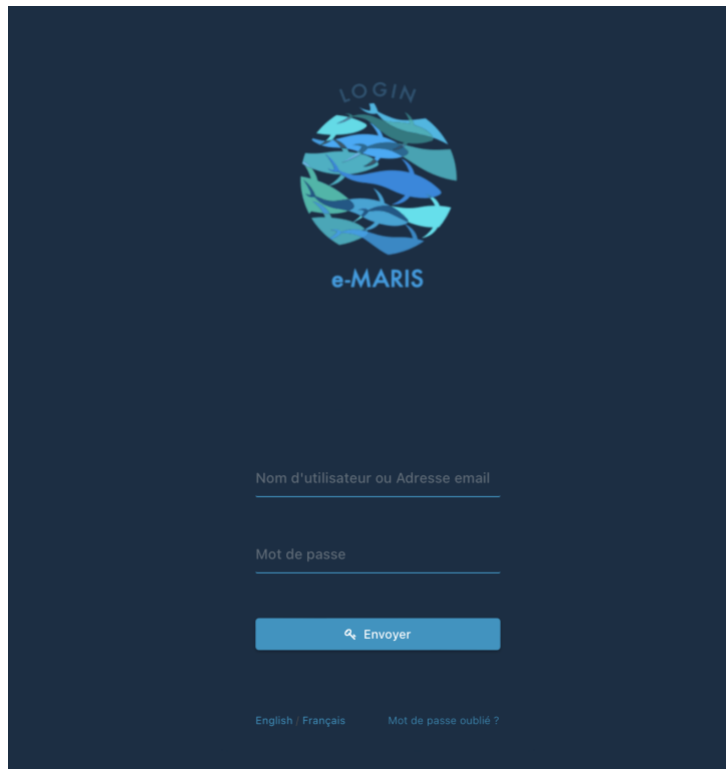 LOGIN
e-MARIS
Nom d'utilisateur ou Adresse email
Mot de passe
Envoyer
English / Français
Mot de passe oublié ?